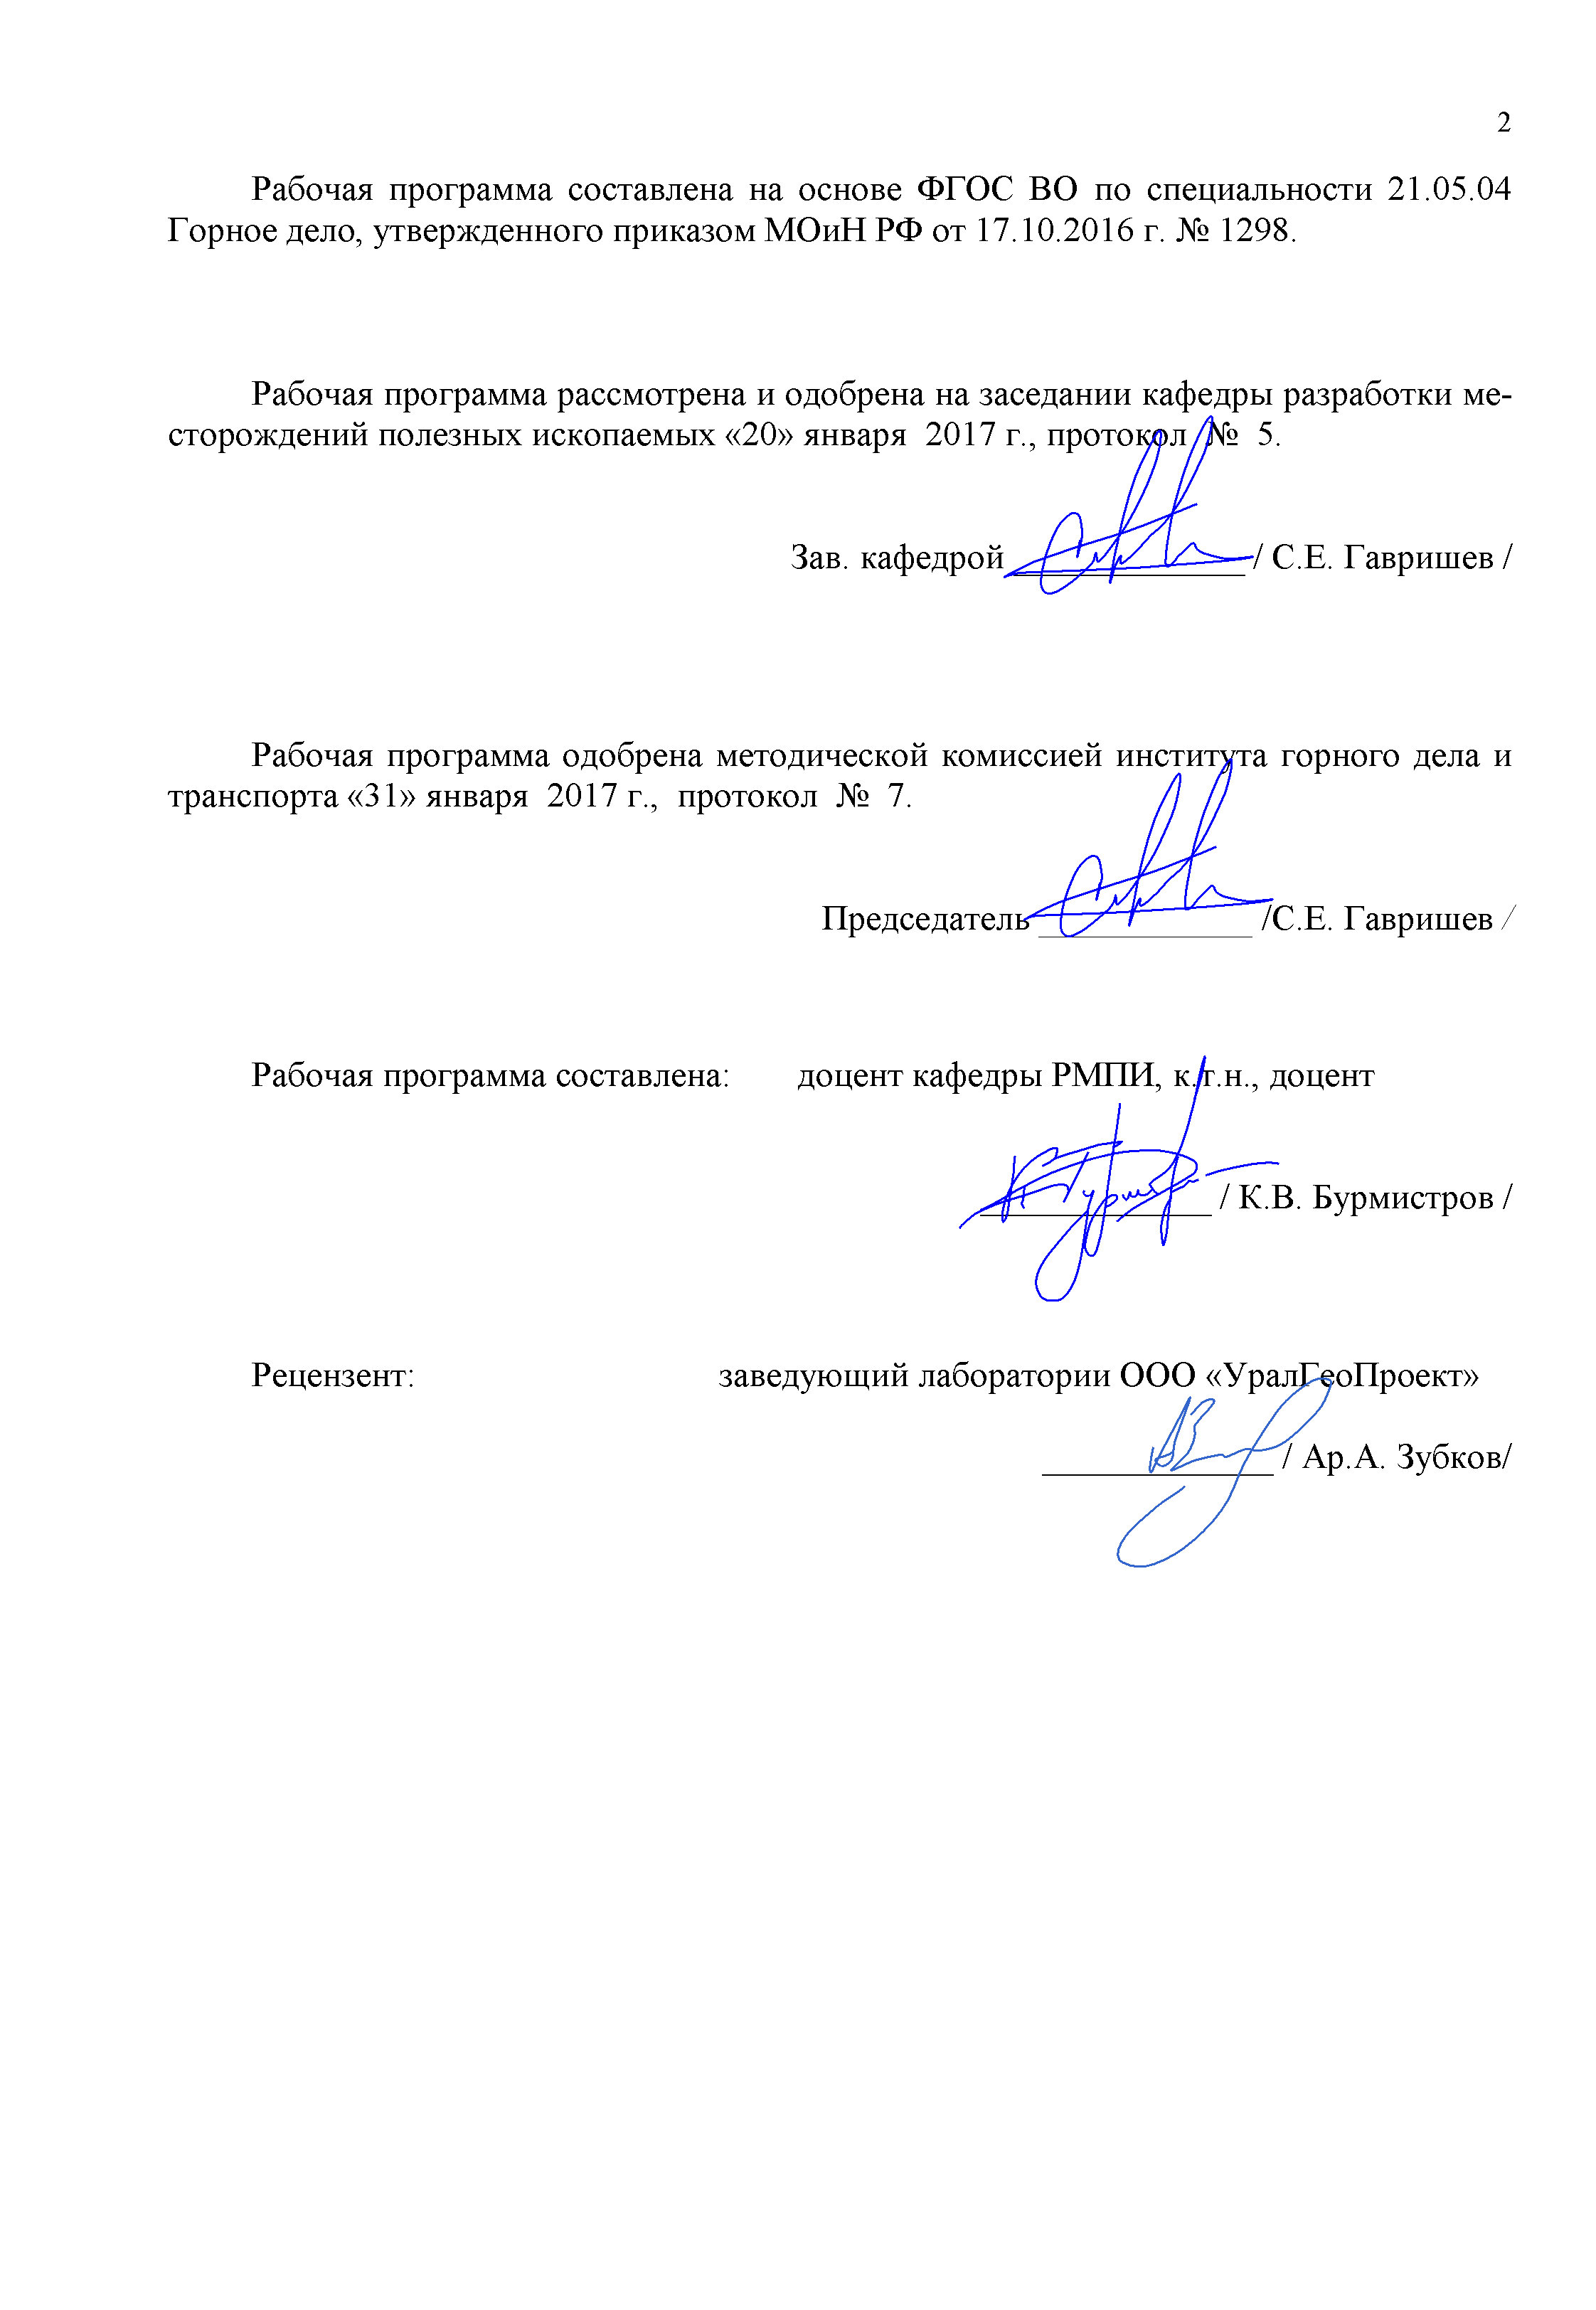 2
Рабочая программа составлена на основе ФГОС ВО по специальности 21.05.04
Горное дело, утвержденного приказом МОиН РФ от 17.10.2016 г. № 1298.
Рабочая программа рассмотрена и одобрена на заседании кафедры разработки ме-
сторождений полезных ископаемых «20» января 2017 г., протокол № 5.
Зав. кафедрой _____________ / С.Е. Гавришев /
Рабочая программа одобрена методической комиссией института горного дела и
транспорта «31» января 2017 г., протокол № 7.
Председатель ____________ /С.Е. Гавришев /
Рабочая программа составлена: доцент кафедры РМПИ, к.т.н., доцент
_____________ / К.В. Бурмистров /
Рецензент: заведующий лаборатории ООО «УралГеоПроект»
_____________ / Ар.А. Зубков/